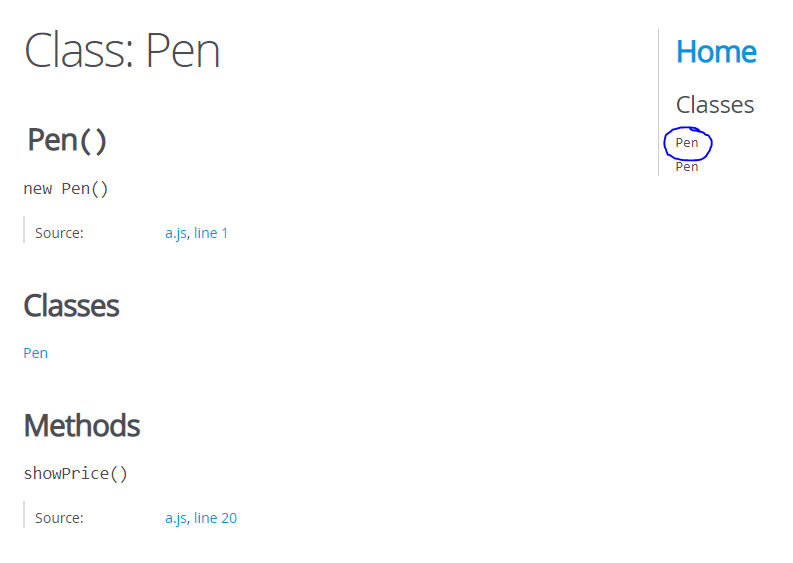 Class: Pen
Pen()
new Pen()
Source: a.js, line 1
Classes
Pen
Methods
showPrice()
Source: a.js, line 20
Home
Classes
Pen
Pen